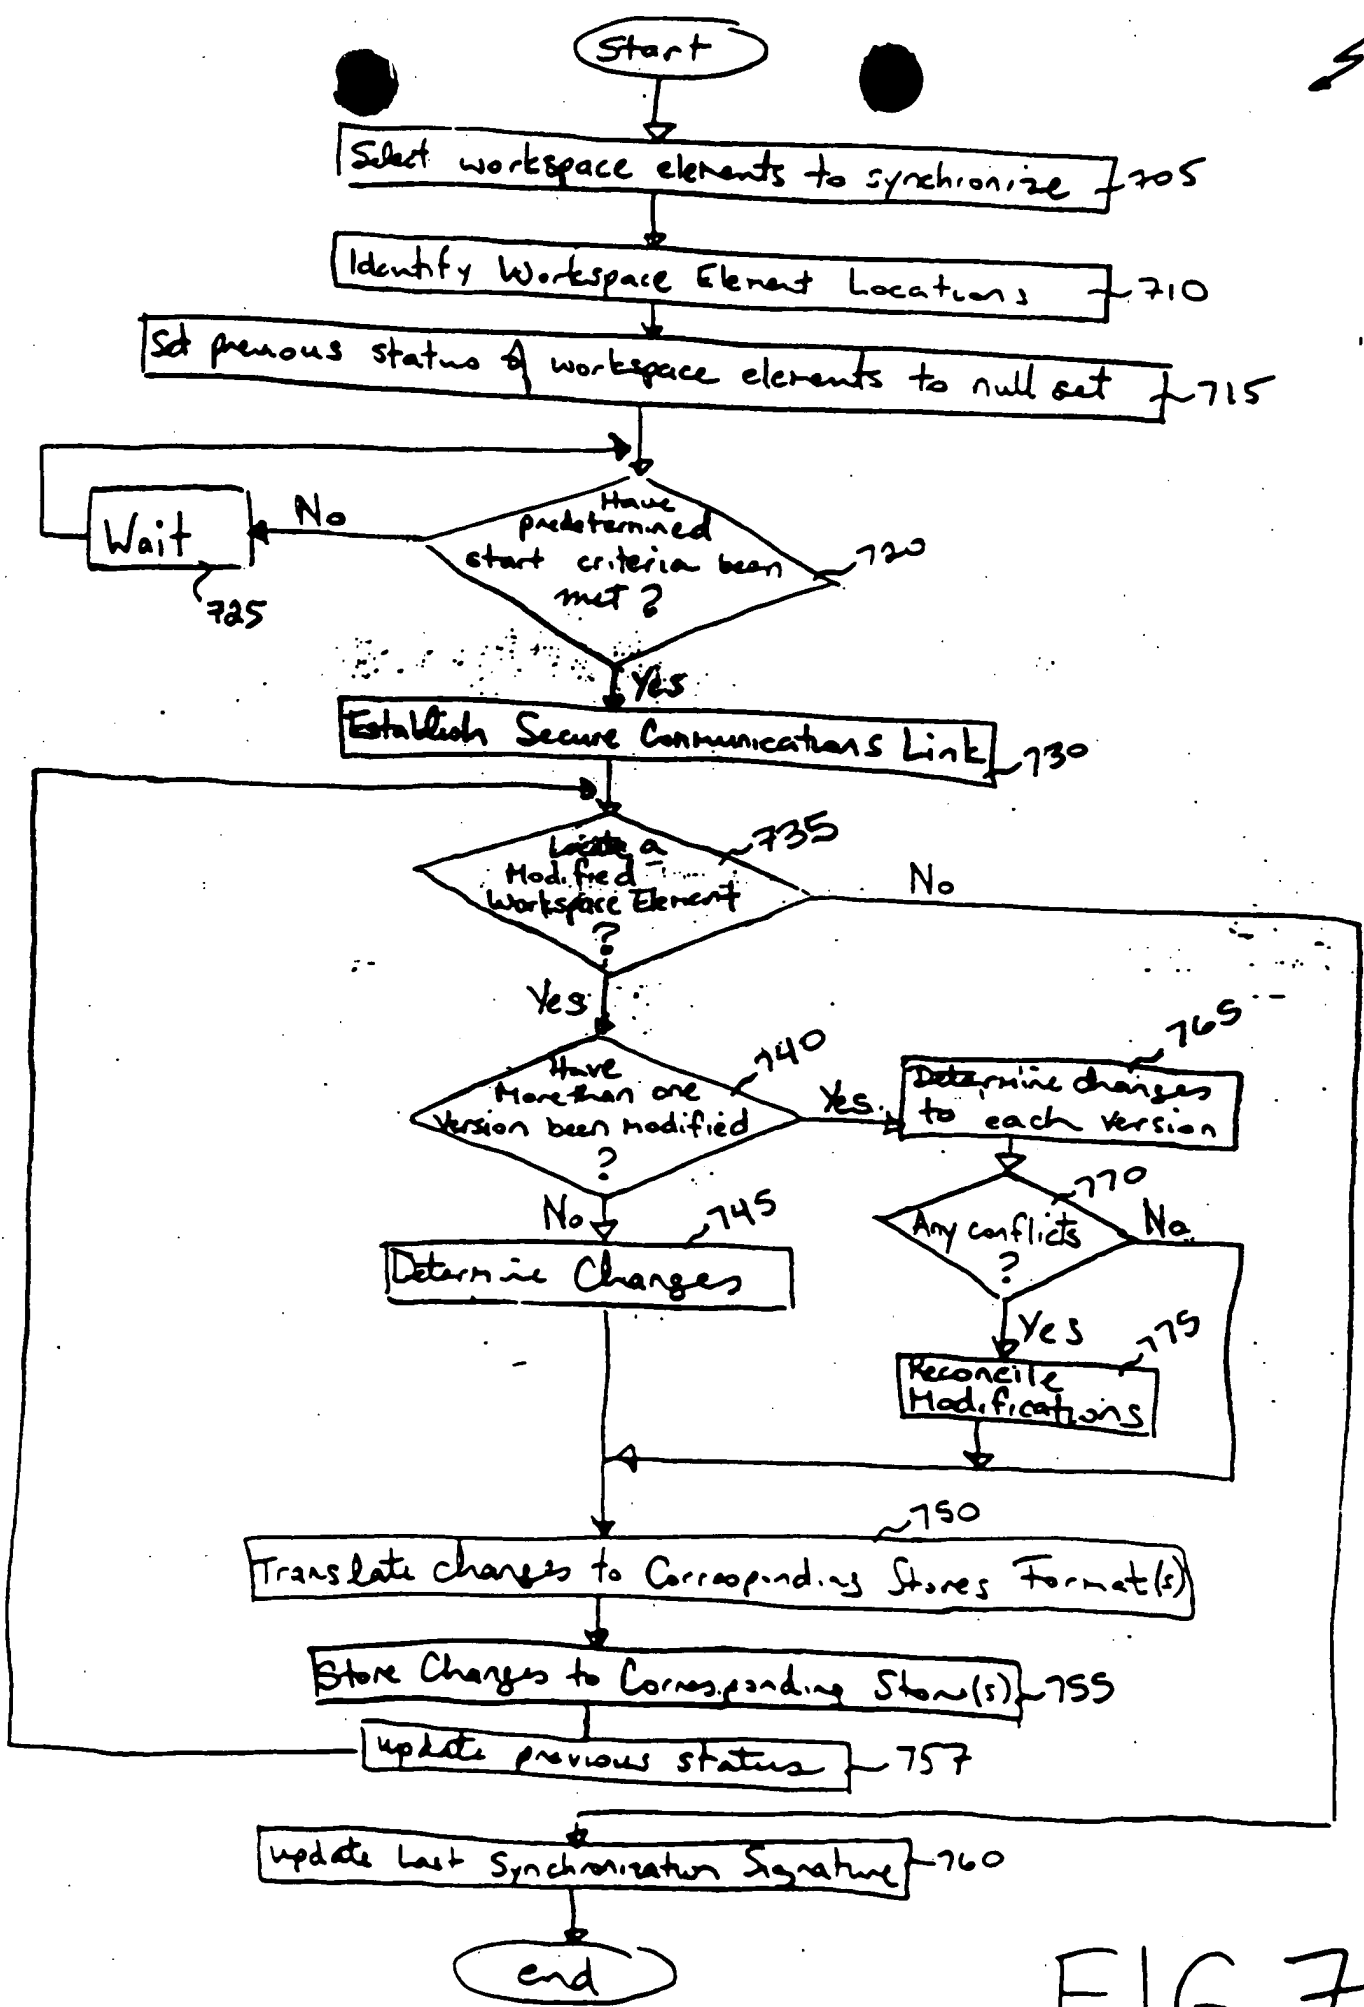 Start
Select workspace elements to synchronize 705
Identify Workspace Element Locations 710
Set previous status of workspace elements to null set 715
Have
predetermined
start criteria been
met?
720
No
Wait
725
Yes
Establish Secure Communications Link 730
Locate a
Modified
Workspace Element
?
735
No
Yes
Have
More than one
version been modified
?
740
Yes
Determine changes
to each version
765
Any conflicts
?
770
No
No
745
Determine Changes
Yes
775
Reconcile
Modifications
750
Translate changes to Corresponding Stores Format(s)
Store Changes to Corresponding Store(s) 755
update previous status 757
update Last Synchronization Signature 760
end
FIG 7